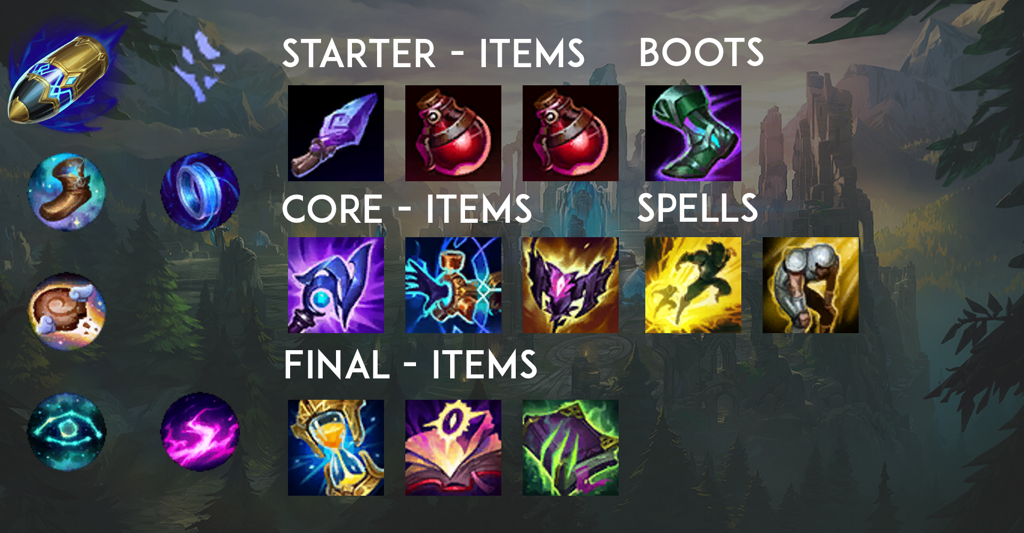 STARTER - ITEMS
BOOTS
CORE - ITEMS
SPELLS
FINAL - ITEMS